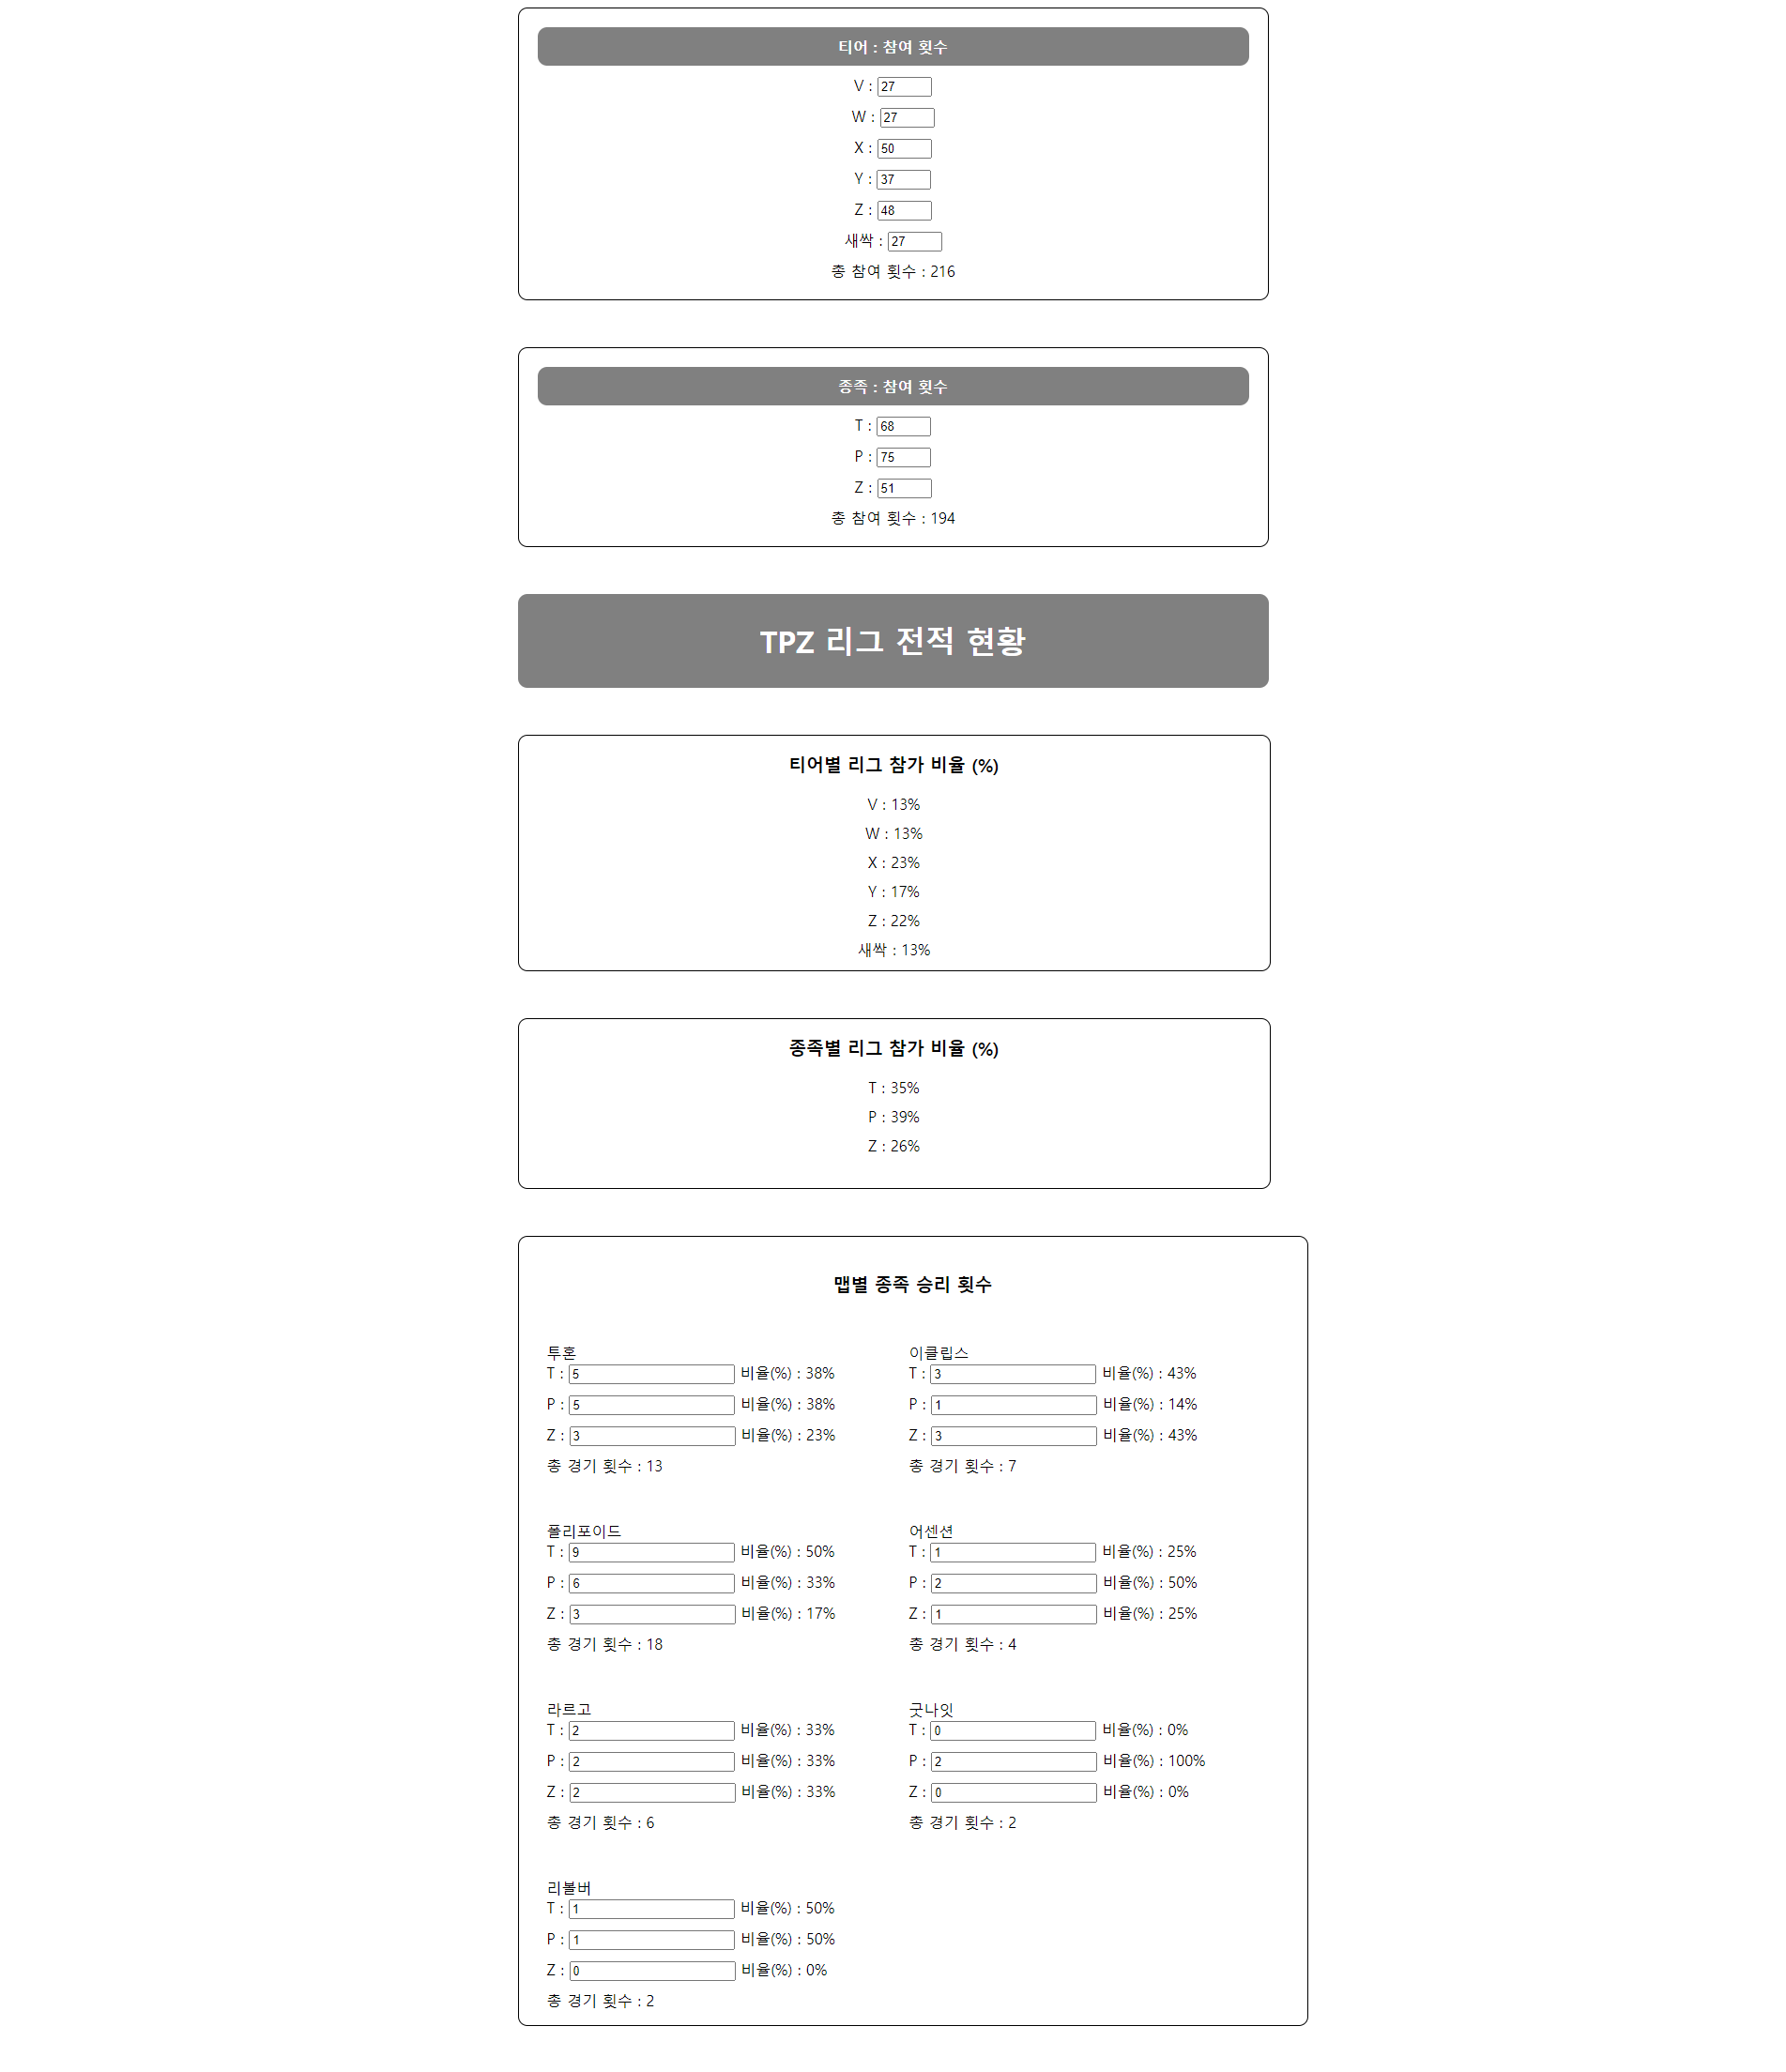 티어 : 참여 횟수
V : 27
W : 27
X : 50
Y : 37
Z : 48
새싹 : 27
총 참여 횟수 : 216
종족 : 참여 횟수
T : 68
P : 75
Z : 51
총 참여 횟수 : 194
TPZ 리그 전적 현황
티어별 리그 참가 비율 (%)
V : 13%
W : 13%
X : 23%
Y : 17%
Z : 22%
새싹 : 13%
종족별 리그 참가 비율 (%)
T : 35%
P : 39%
Z : 26%
맵별 종족 승리 횟수
투혼
T : 5 비율(%) : 38%
P : 5 비율(%) : 38%
Z : 3 비율(%) : 23%
총 경기 횟수 : 13
이클립스
T : 3 비율(%) : 43%
P : 1 비율(%) : 14%
Z : 3 비율(%) : 43%
총 경기 횟수 : 7
폴리포이드
T : 9 비율(%) : 50%
P : 6 비율(%) : 33%
Z : 3 비율(%) : 17%
총 경기 횟수 : 18
어센션
T : 1 비율(%) : 25%
P : 2 비율(%) : 50%
Z : 1 비율(%) : 25%
총 경기 횟수 : 4
라르고
T : 2 비율(%) : 33%
P : 2 비율(%) : 33%
Z : 2 비율(%) : 33%
총 경기 횟수 : 6
굿나잇
T : 0 비율(%) : 0%
P : 2 비율(%) : 100%
Z : 0 비율(%) : 0%
총 경기 횟수 : 2
리볼버
T : 1 비율(%) : 50%
P : 1 비율(%) : 50%
Z : 0 비율(%) : 0%
총 경기 횟수 : 2